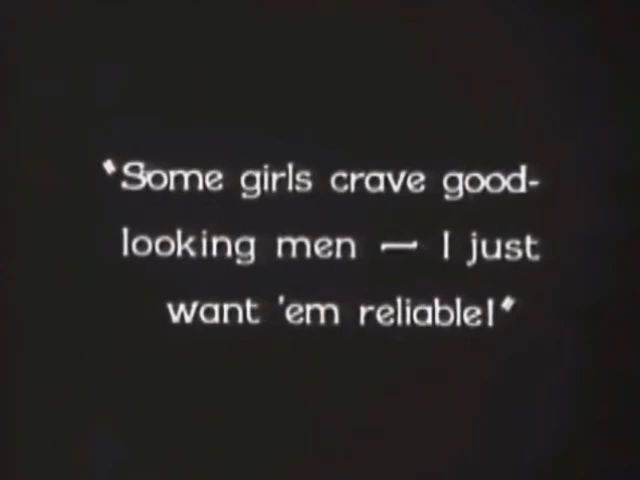 "Some girls crave good-
looking men — I just
want 'em reliable!"